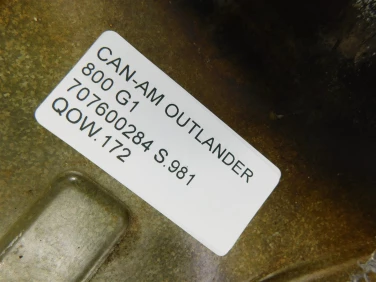 CAN-AM OUTLANDER
800 G1
707600284 S.981
QOW.172